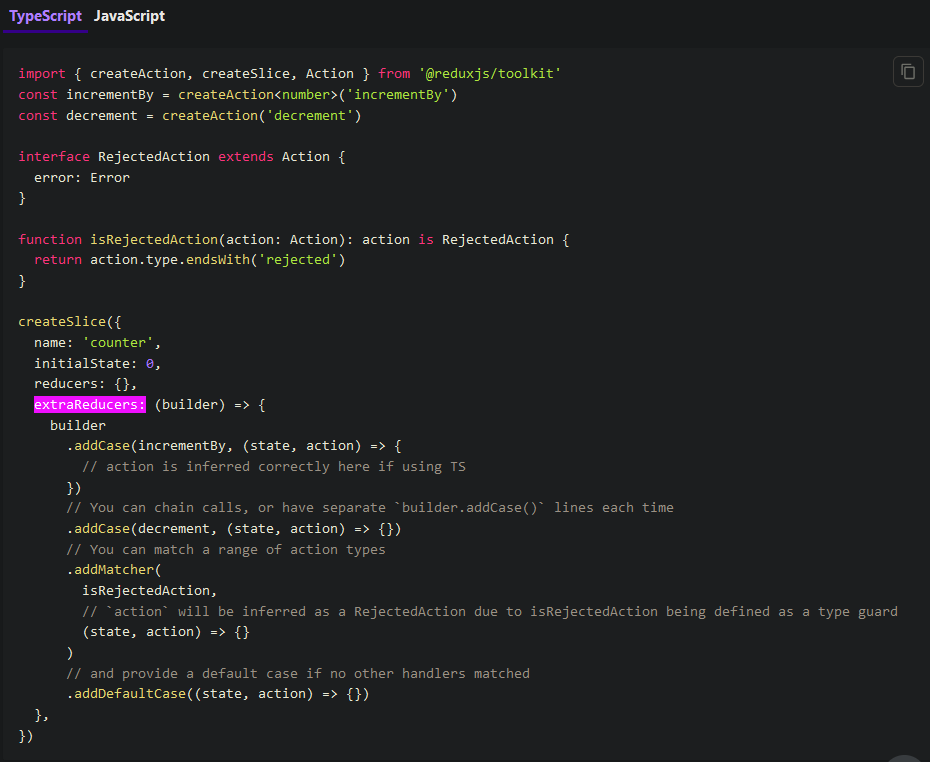 TypeScript JavaScript
import { createAction, createSlice, Action } from '@reduxjs/toolkit'
const incrementBy = createAction<number>('incrementBy')
const decrement = createAction('decrement')
interface RejectedAction extends Action {
  error: Error
}
function isRejectedAction(action: Action): action is RejectedAction {
  return action.type.endsWith('rejected')
}
createSlice({
  name: 'counter',
  initialState: 0,
  reducers: {},
  extraReducers: (builder) => {
    builder
      .addCase(incrementBy, (state, action) => {
        // action is inferred correctly here if using TS
      })
      // You can chain calls, or have separate `builder.addCase()` lines each time
      .addCase(decrement, (state, action) => {})
      // You can match a range of action types
      .addMatcher(
        isRejectedAction,
        // `action` will be inferred as a RejectedAction due to isRejectedAction being defined as a type guard
        (state, action) => {}
      )
      // and provide a default case if no other handlers matched
      .addDefaultCase((state, action) => {})
  },
})